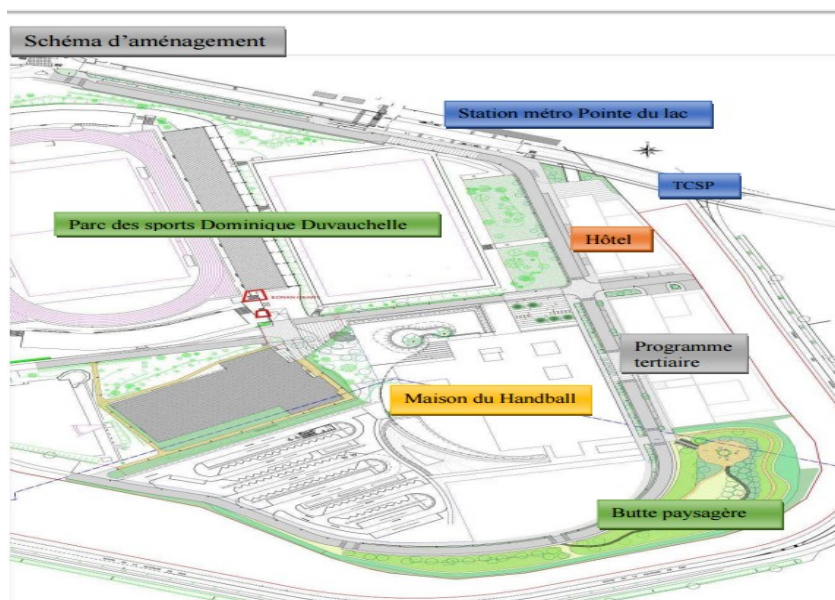 Schéma d'aménagement
Station métro Pointe du lac
TCSP
Parc des sports Dominique Duvauchelle
Hôtel
Programme
tertiaire
Maison du Handball
Butte paysagère